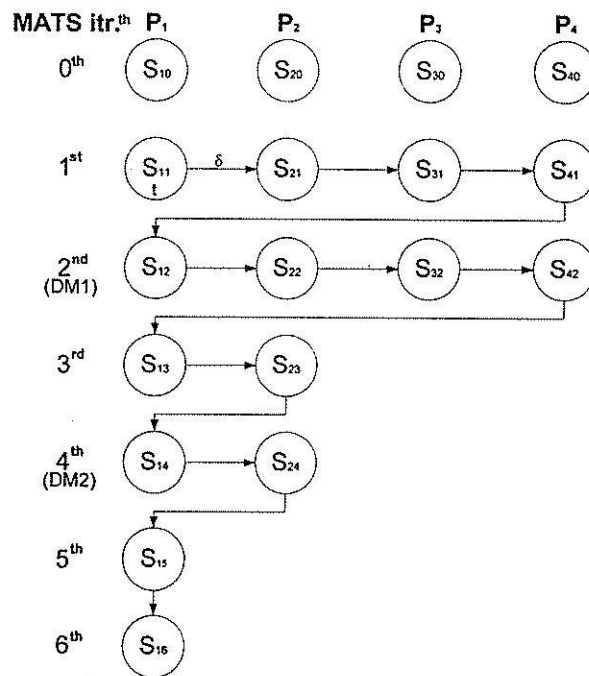 MATS itr.th P1 P2 P3 P4
0th S10 S20 S30 S40
1st S11 δ S21 S31 S41
t
2nd S12 S22 S32 S42
(DM1)
3rd S13 S23
4th S14 S24
(DM2)
5th S15
6th S16